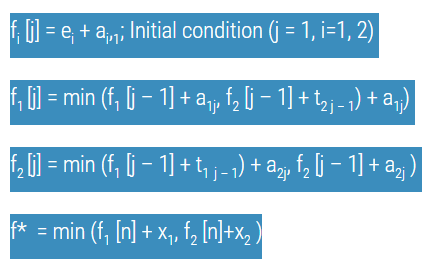 fᵢ [j] = eᵢ + aᵢ,₁; Initial condition (j = 1, i=1, 2)
f₁ [j] = min (f₁ [j − 1] + a₁ⱼ, f₂ [j − 1] + t₂ ⱼ ₋ ₁) + a₁ⱼ)
f₂ [j] = min (f₁ [j − 1] + t₁ ⱼ ₋ ₁) + a₂ⱼ, f₂ [j − 1] + a₂ⱼ )
f* = min (f₁ [n] + x₁, f₂ [n]+x₂ )